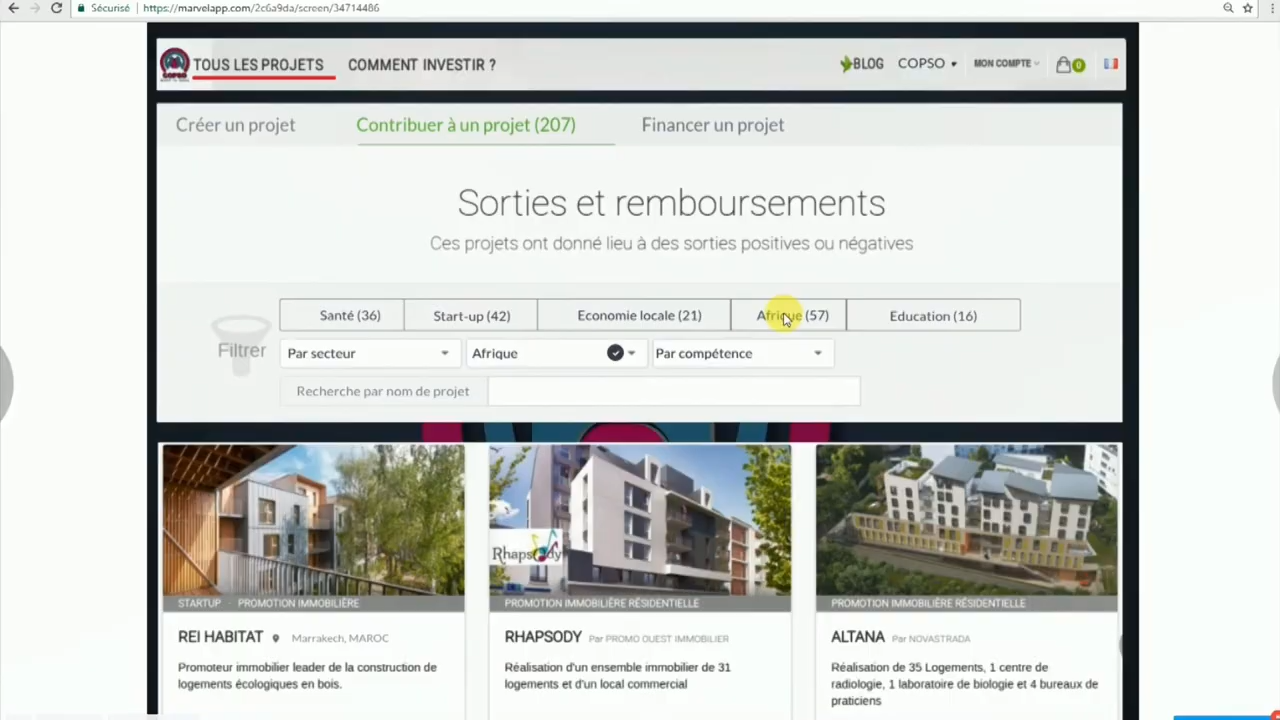 Sécurisé https://marvelapp.com/2c6a9da/screen/34714486
COPSO TOUS LES PROJETS COMMENT INVESTIR ? BLOG COPSO MON COMPTE 0
Créer un projet Contribuer à un projet (207) Financer un projet
Sorties et remboursements
Ces projets ont donné lieu à des sorties positives ou négatives
Santé (36) Start-up (42) Economie locale (21) Afrique (57) Education (16)
Filtrer
Par secteur Afrique Par compétence
Recherche par nom de projet
Rhapsody
STARTUP · PROMOTION IMMOBILIÈRE
REI HABITAT Marrakech, MAROC
Promoteur immobilier leader de la construction de
logements écologiques en bois.
PROMOTION IMMOBILIÈRE RÉSIDENTIELLE
RHAPSODY Par PROMO OUEST IMMOBILIER
Réalisation d'un ensemble immobilier de 31
logements et d'un local commercial
PROMOTION IMMOBILIÈRE RÉSIDENTIELLE
ALTANA Par NOVASTRADA
Réalisation de 35 Logements, 1 centre de
radiologie, 1 laboratoire de biologie et 4 bureaux de
praticiens